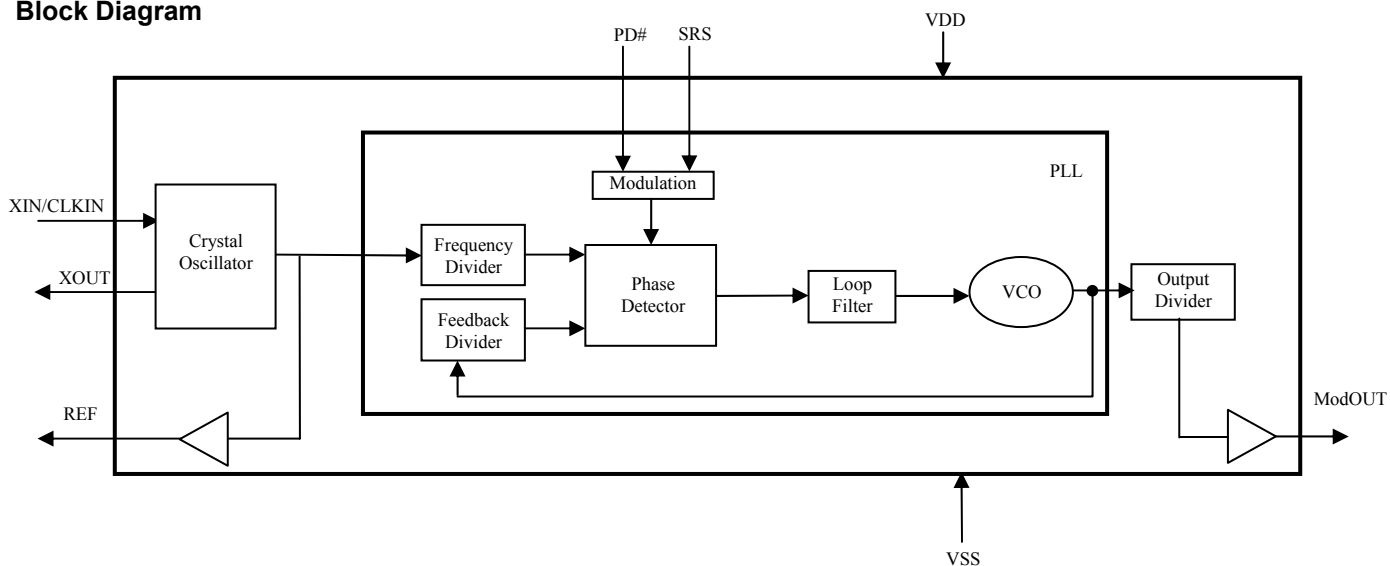 Block Diagram
VDD
PD#
SRS
Modulation
PLL
XIN/CLKIN
Crystal
Oscillator
XOUT
Frequency
Divider
Phase
Detector
Feedback
Divider
Loop
Filter
VCO
Output
Divider
REF
ModOUT
VSS